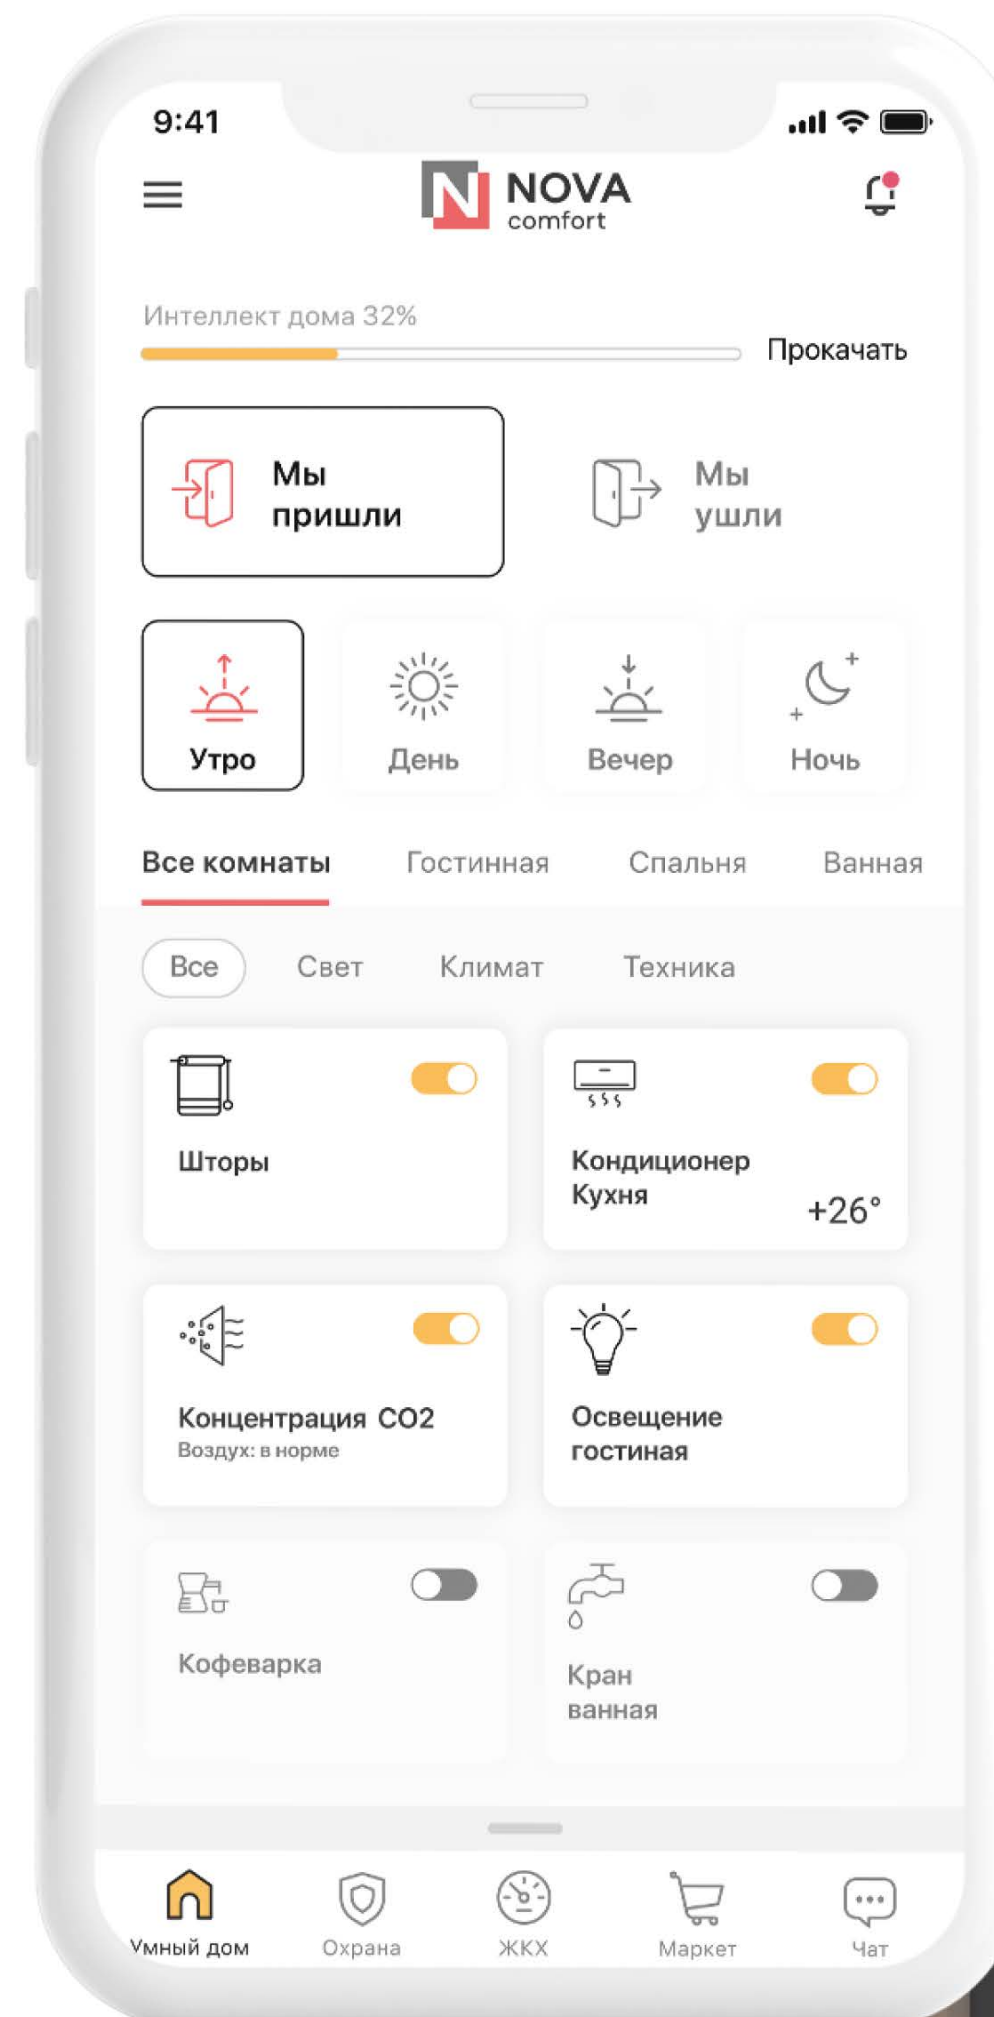 9:41
NOVA
comfort
Интеллект дома 32%
Прокачать
Мы
пришли
Мы
ушли
Утро
День
Вечер
Ночь
Все комнаты
Гостинная
Спальня
Ванная
Все
Свет
Климат
Техника
Шторы
Кондиционер
Кухня
+26°
Концентрация CO2
Воздух: в норме
Освещение
гостиная
Кофеварка
Кран
ванная
Умный дом
Охрана
ЖКХ
Маркет
Чат